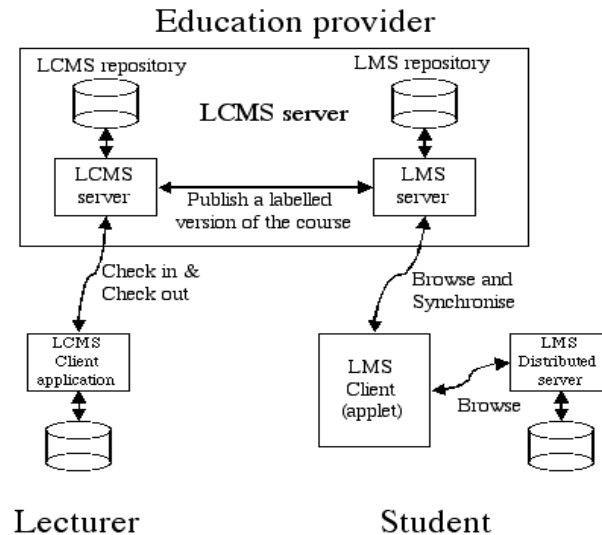 Education provider
LCMS repository
LMS repository
LCMS server
LCMS
server
LMS
server
Publish a labelled
version of the course
Check in &
Check out
Browse and
Synchronise
LCMS
Client
application
LMS
Client
(applet)
LMS
Distributed
server
Browse
Lecturer
Student